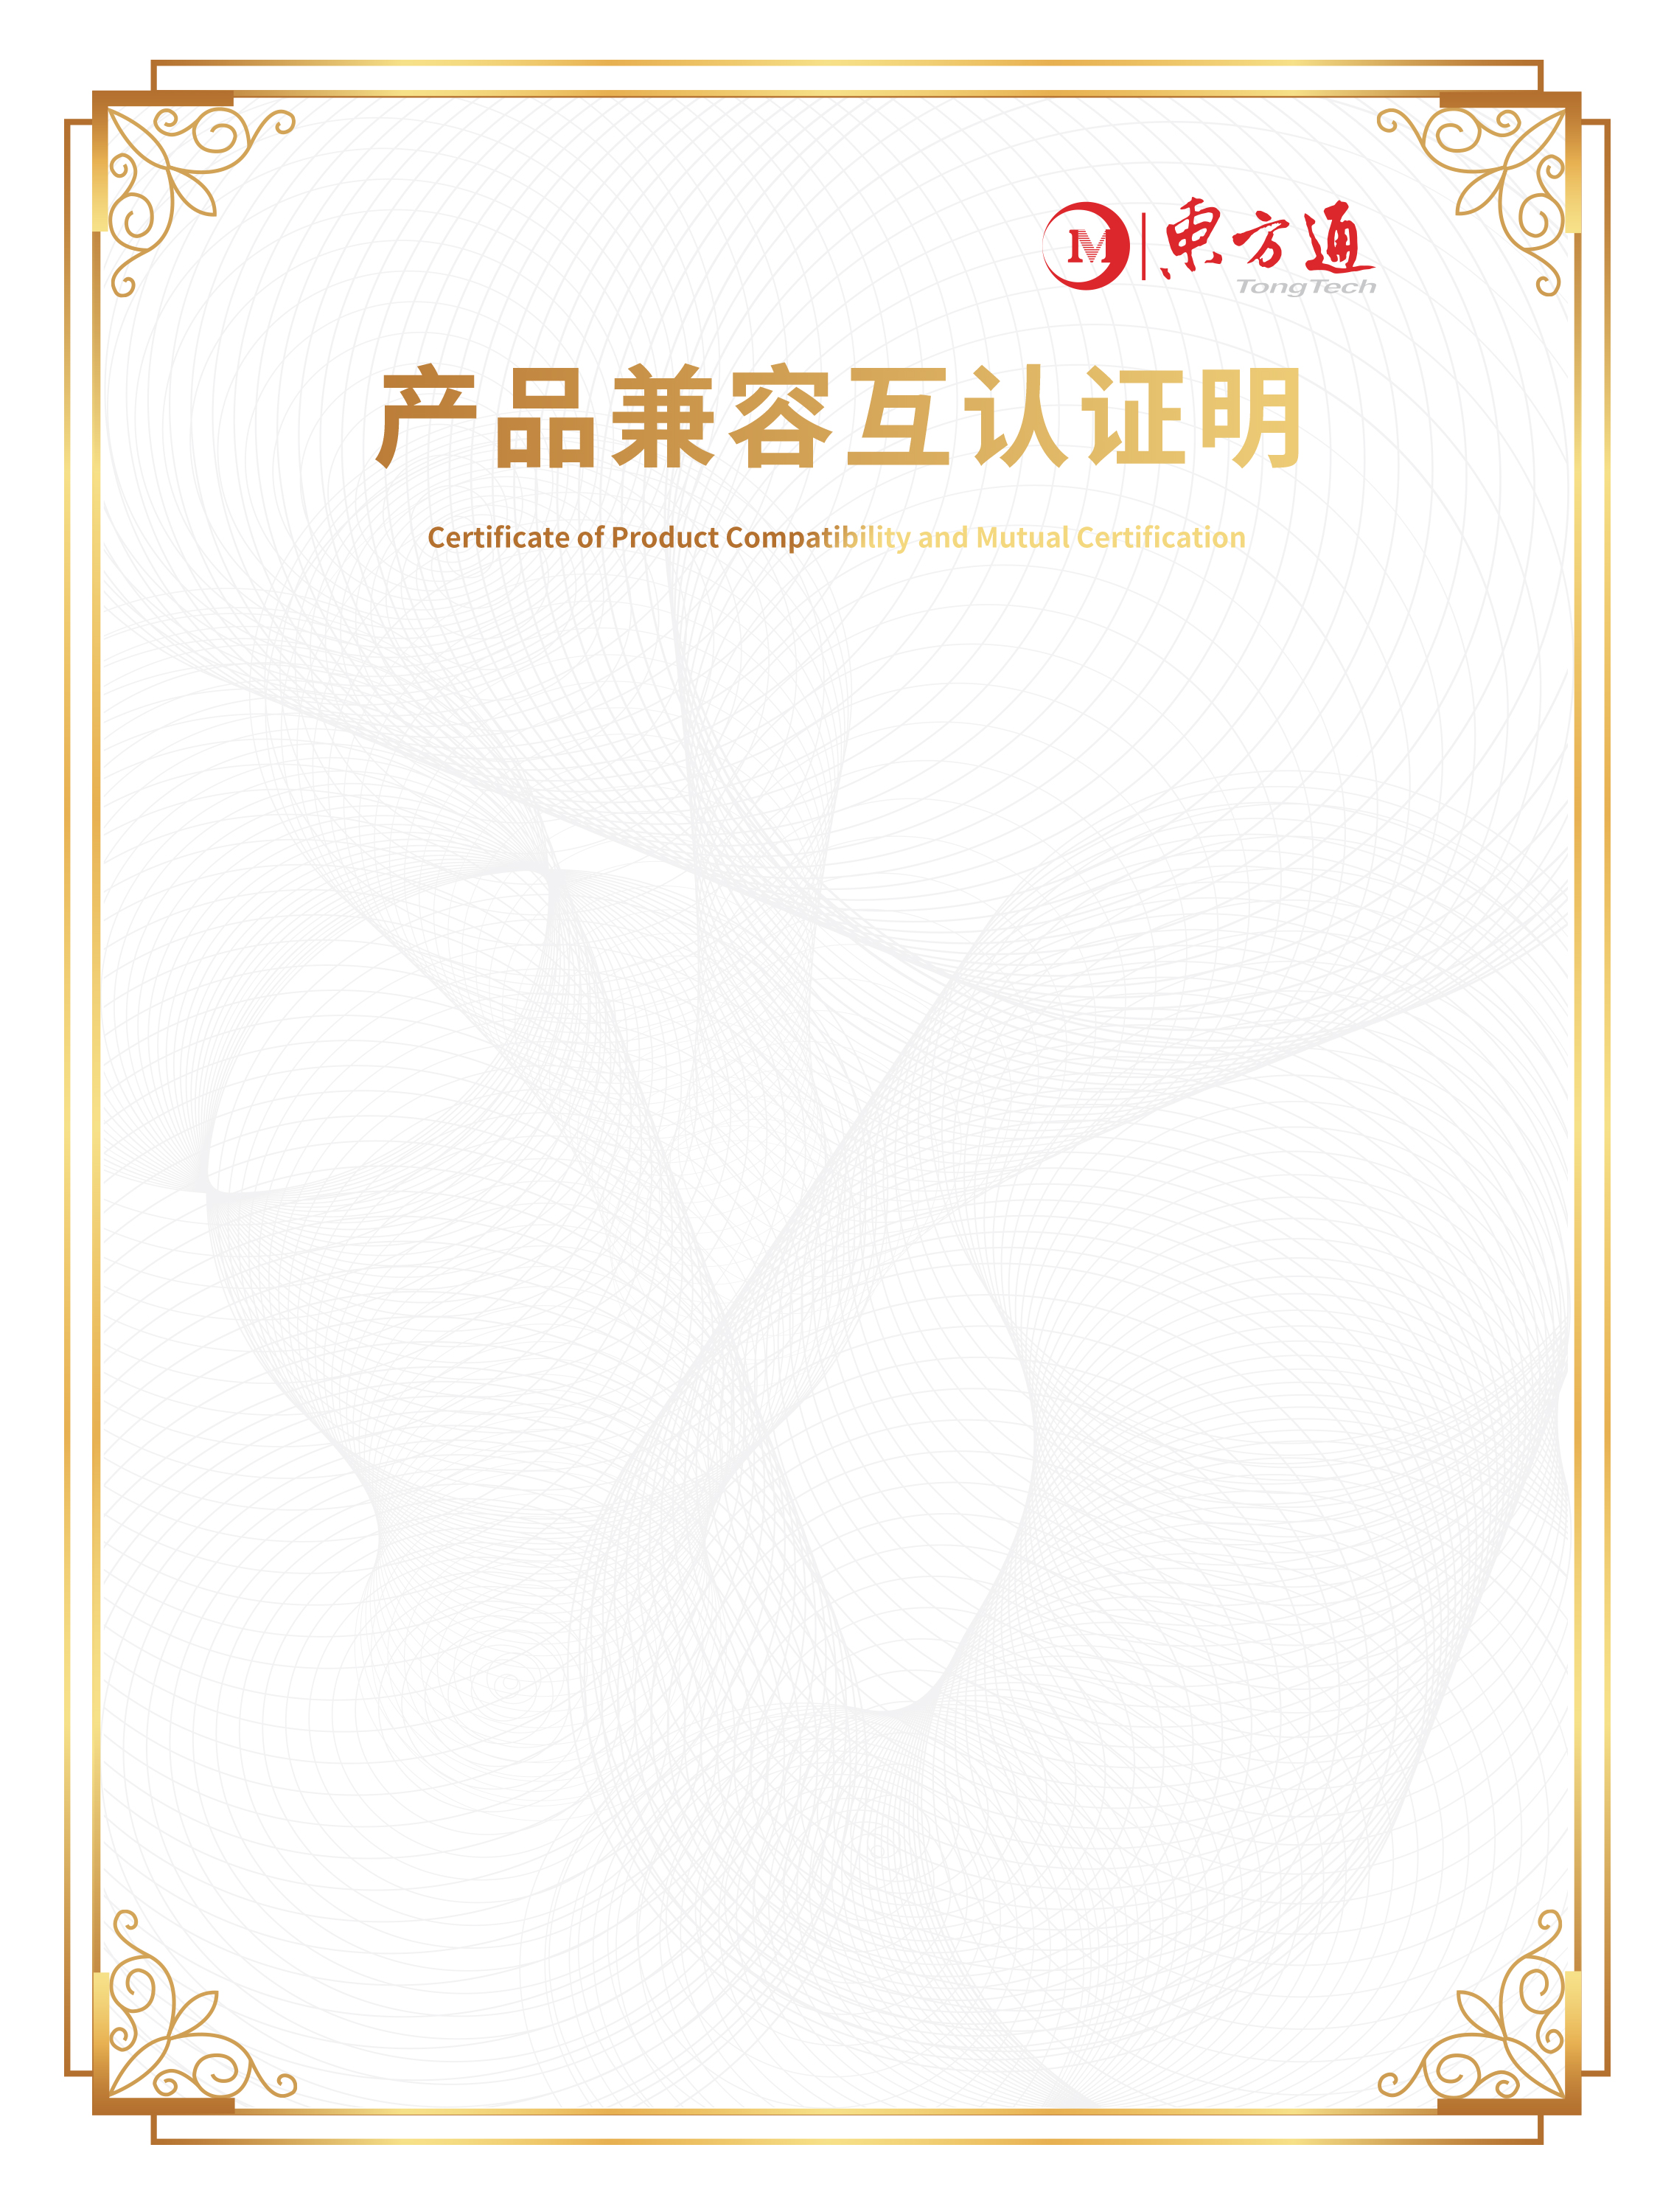 東方通
TongTech
产品兼容互认证明
Certificate of Product Compatibility and Mutual Certification